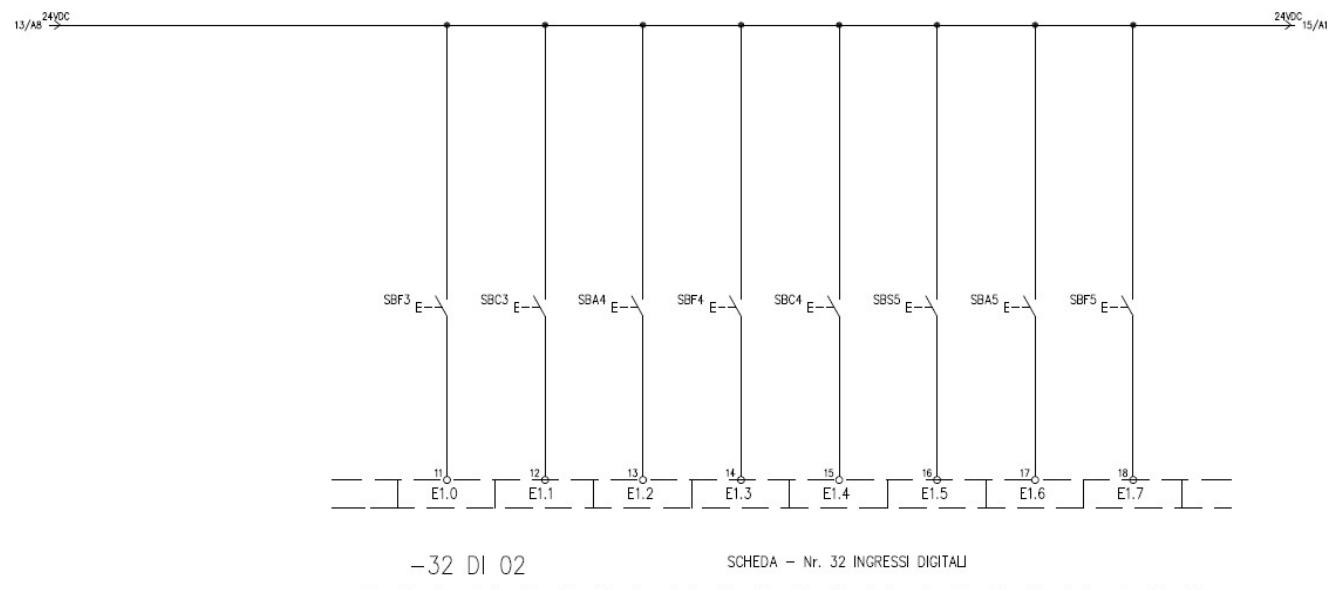 24VDC 24VDC
13/A8 15/A1
SBF3 SBC3 SBA4 SBF4 SBC4 SBS5 SBA5 SBF5
11 12 13 14 15 16 17 18
E1.0 E1.1 E1.2 E1.3 E1.4 E1.5 E1.6 E1.7
-32 DI 02 SCHEDA - Nr. 32 INGRESSI DIGITALI